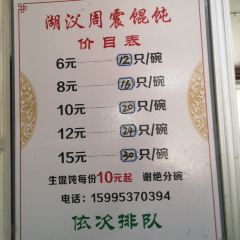 湖㳇周震馄饨
价目表
6元 12只/碗
8元 16只/碗
10元 20只/碗
12元 24只/碗
15元 30只/碗
生馄饨每份10元起 谢绝分碗
电话：15995370394
依次排队